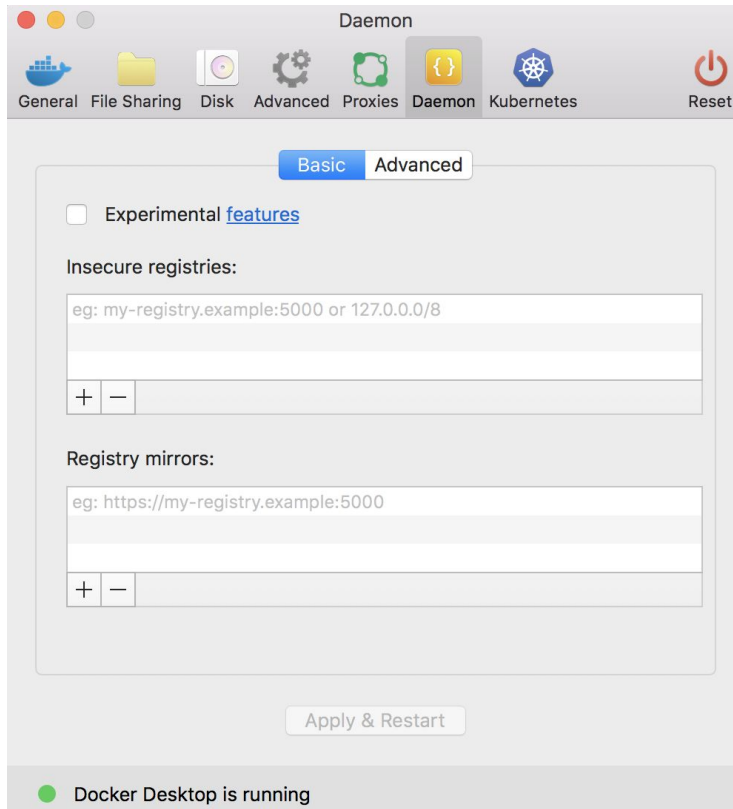 Daemon
General File Sharing Disk Advanced Proxies Daemon Kubernetes Reset
Basic Advanced
Experimental features
Insecure registries:
eg: my-registry.example:5000 or 127.0.0.0/8
+ −
Registry mirrors:
eg: https://my-registry.example:5000
+ −
Apply & Restart
Docker Desktop is running